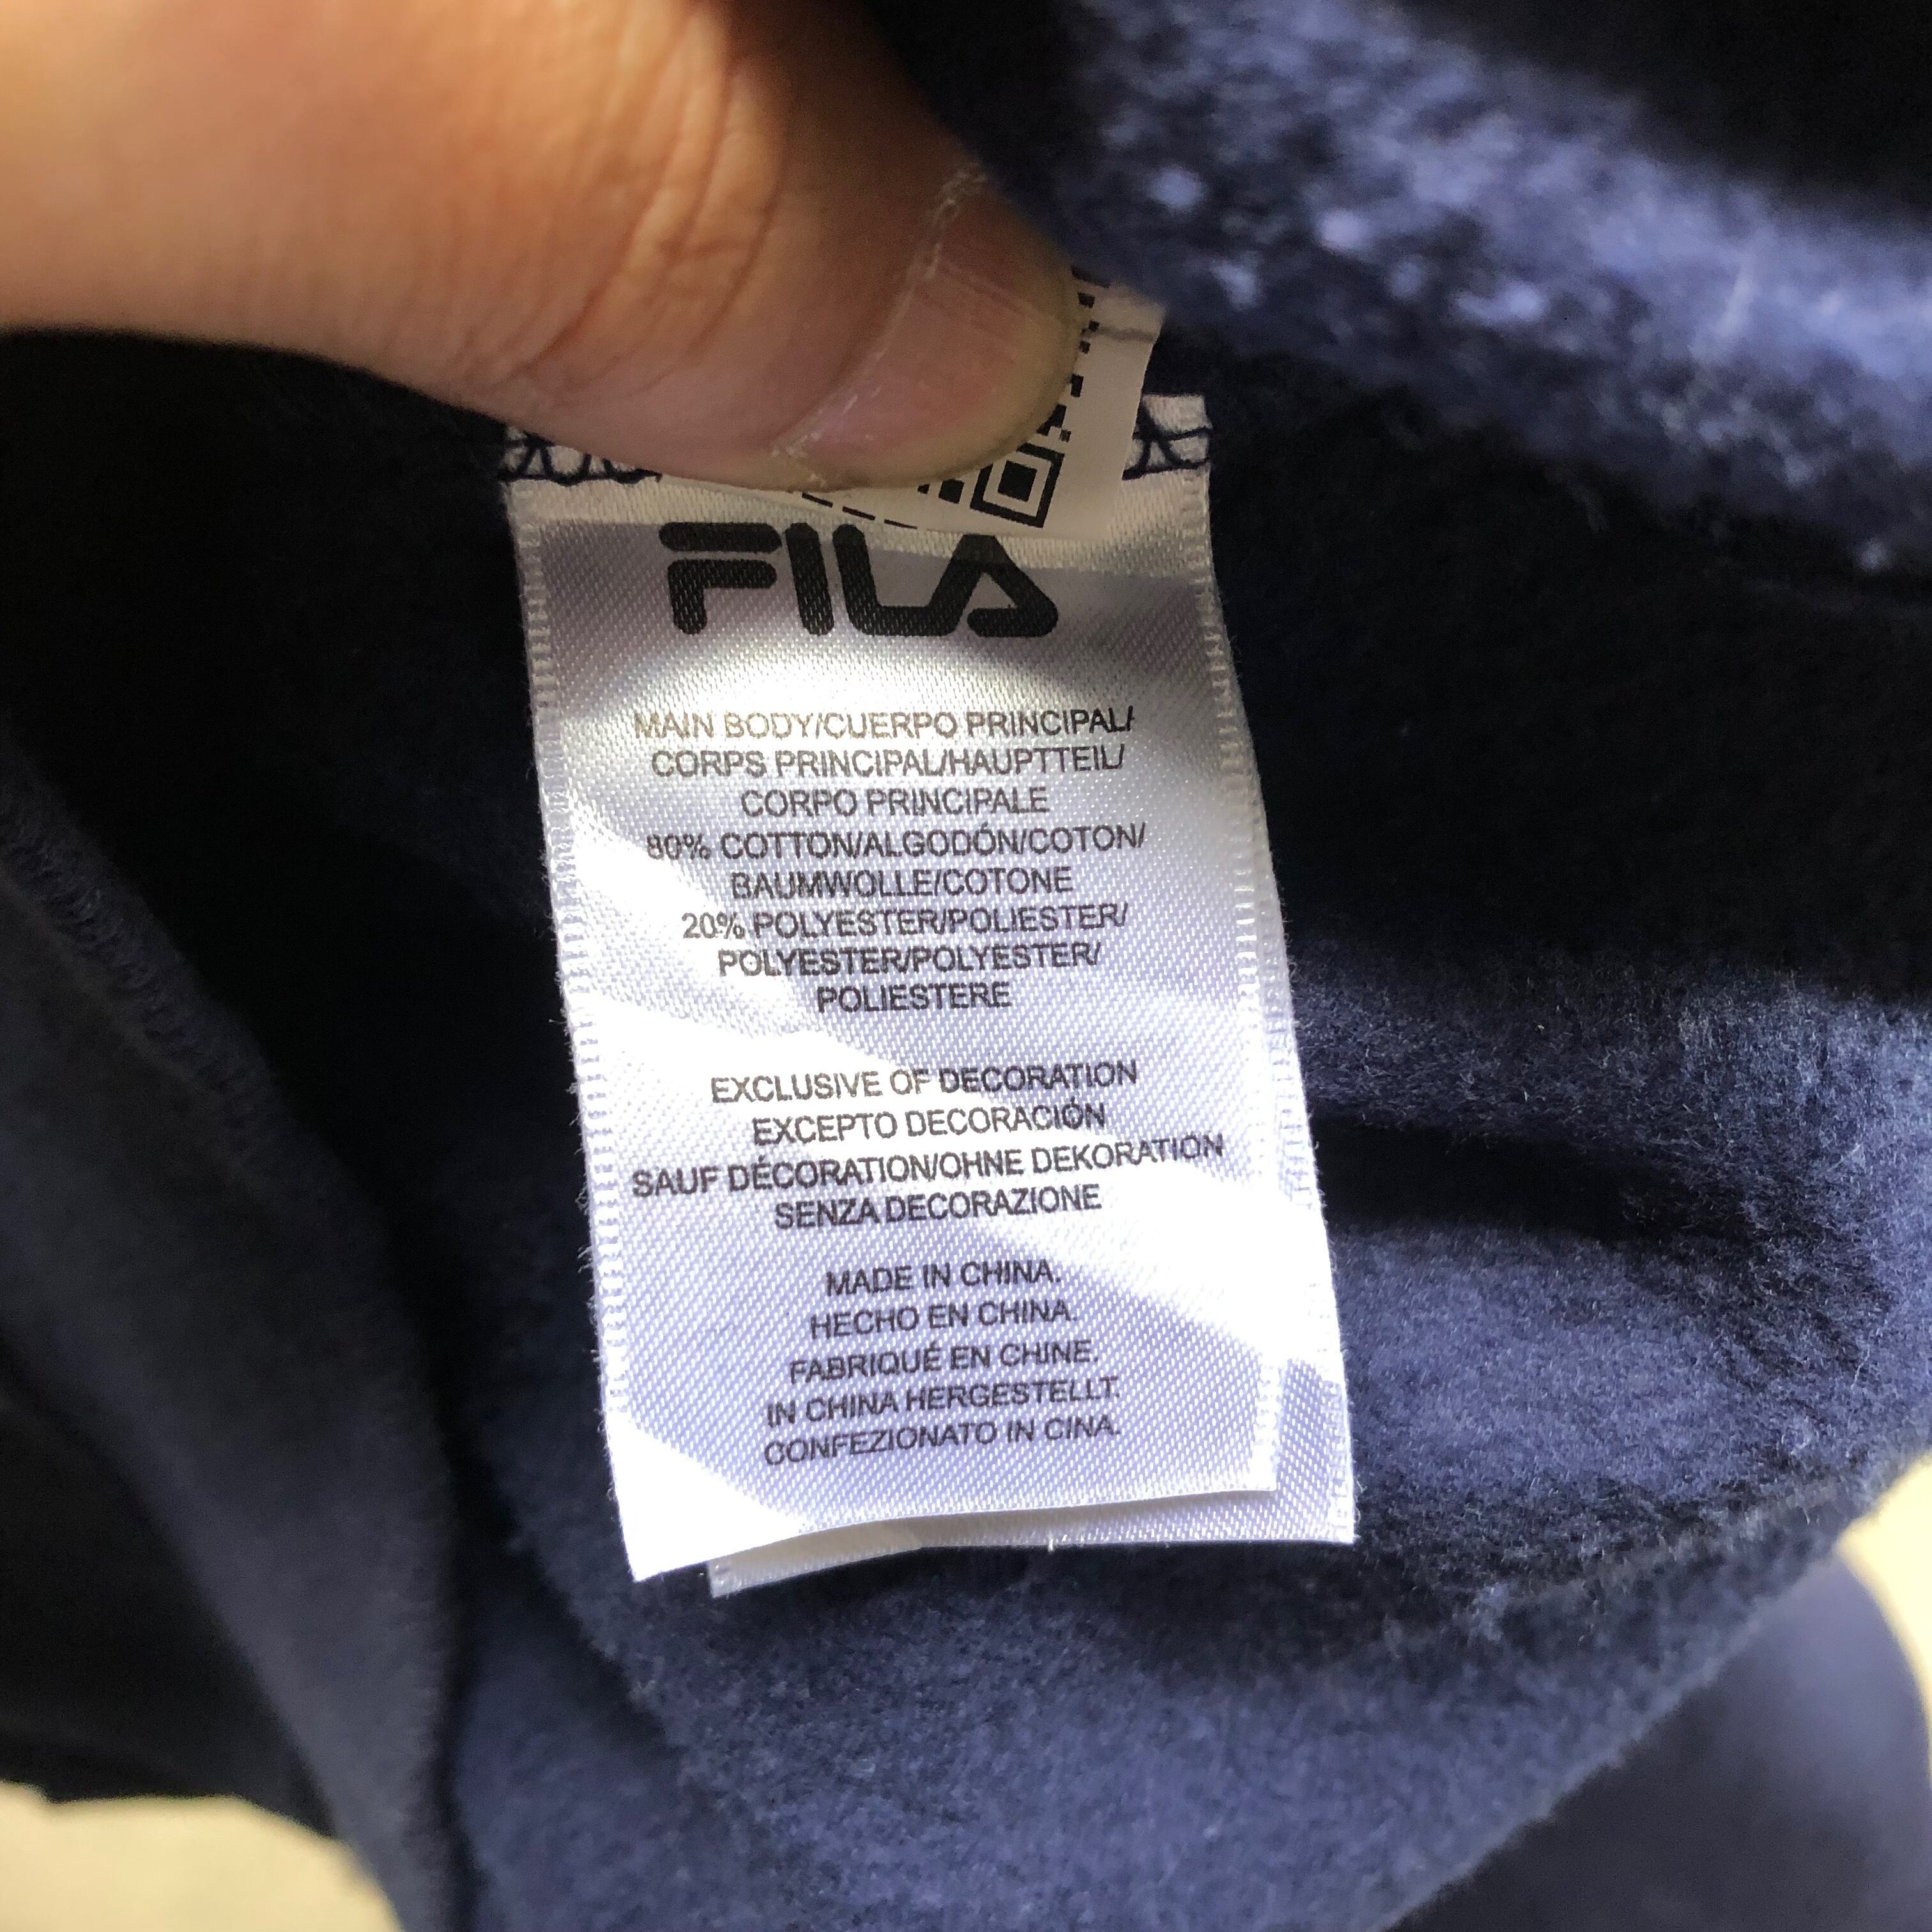 FILA
MAIN BODY/CUERPO PRINCIPAL/
CORPS PRINCIPAL/HAUPTTEIL/
CORPO PRINCIPALE
80% COTTON/ALGODÓN/COTON/
BAUMWOLLE/COTONE
20% POLYESTER/POLIESTER/
POLYESTER/POLYESTER/
POLIESTERE
EXCLUSIVE OF DECORATION
EXCEPTO DECORACIÓN
SAUF DÉCORATION/OHNE DEKORATION
SENZA DECORAZIONE
MADE IN CHINA.
HECHO EN CHINA.
FABRIQUÉ EN CHINE.
IN CHINA HERGESTELLT.
CONFEZIONATO IN CINA.